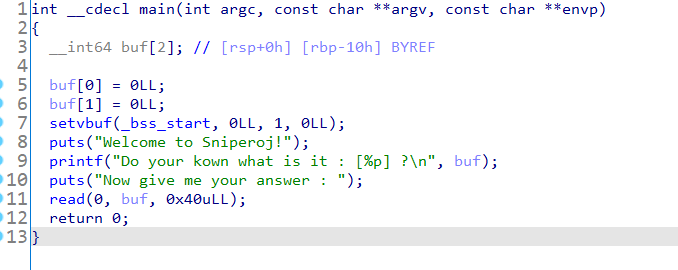 1 int __cdecl main(int argc, const char **argv, const char **envp)
2 {
3   __int64 buf[2]; // [rsp+0h] [rbp-10h] BYREF
4
5   buf[0] = 0LL;
6   buf[1] = 0LL;
7   setvbuf(_bss_start, 0LL, 1, 0LL);
8   puts("Welcome to Sniperoj!");
9   printf("Do your kown what is it : [%p] ?\n", buf);
10   puts("Now give me your answer : ");
11   read(0, buf, 0x40uLL);
12   return 0;
13 }